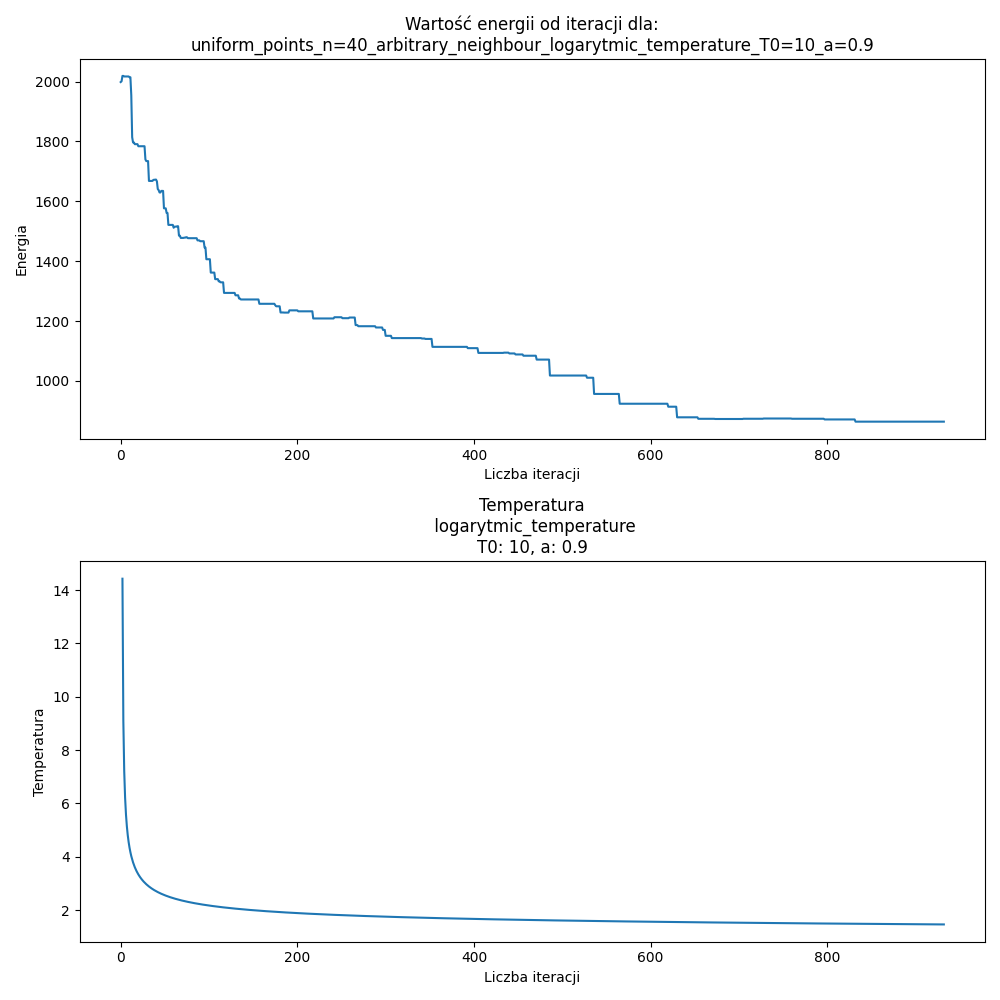 Wartość energii od iteracji dla:
uniform_points_n=40_arbitrary_neighbour_logarytmic_temperature_T0=10_a=0.9
2000
1800
1600
1400
1200
1000
Energia
0 200 400 600 800
Liczba iteracji
Temperatura
logarytmic_temperature
T0: 10, a: 0.9
14
12
10
8
6
4
2
Temperatura
0 200 400 600 800
Liczba iteracji